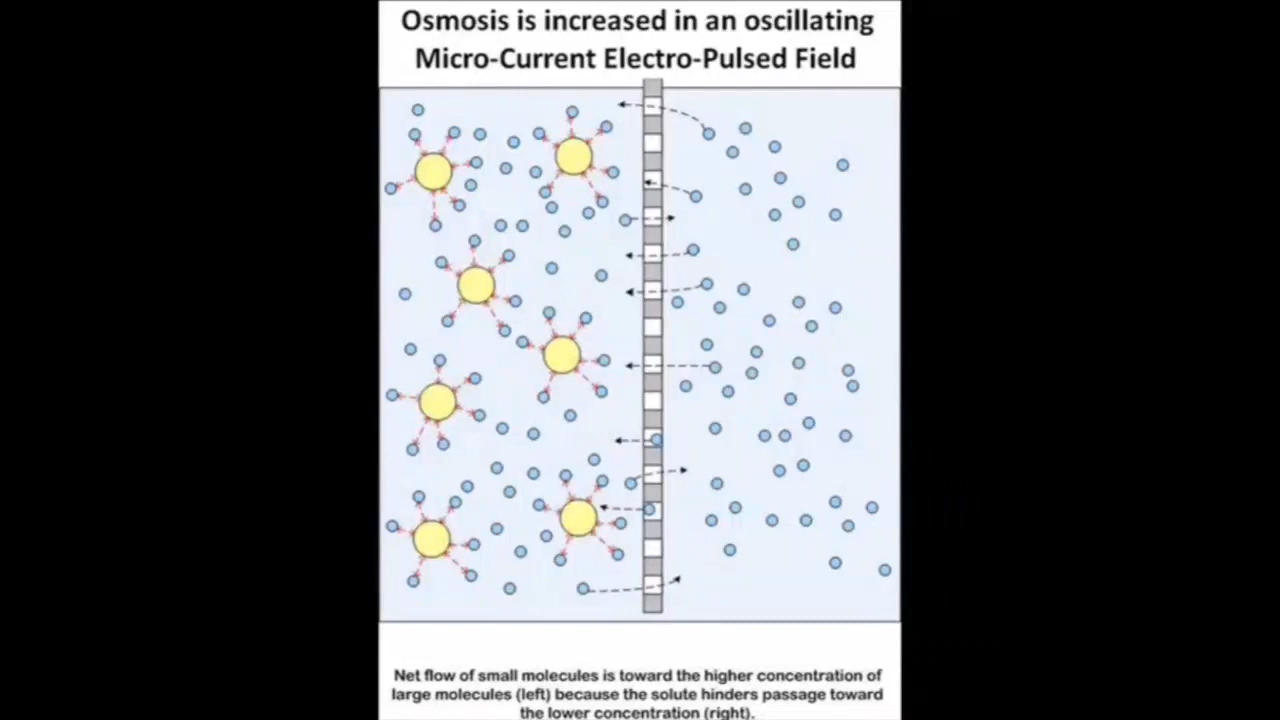 Osmosis is increased in an oscillating
Micro-Current Electro-Pulsed Field
Net flow of small molecules is toward the higher concentration of
large molecules (left) because the solute hinders passage toward
the lower concentration (right).